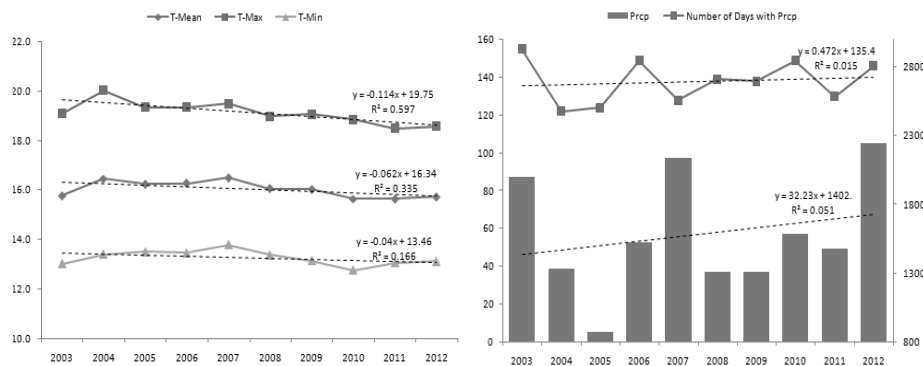 T-Mean T-Max T-Min
22.0
20.0
18.0
16.0
14.0
12.0
10.0
y = -0.114x + 19.75
R² = 0.597
y = -0.062x + 16.34
R² = 0.335
y = -0.04x + 13.46
R² = 0.166
2003 2004 2005 2006 2007 2008 2009 2010 2011 2012
Prcp Number of Days with Prcp
160
140
120
100
80
60
40
20
0
y = 0.472x + 135.4
R² = 0.015
y = 32.23x + 1402.
R² = 0.051
2800
2300
1800
1300
800
2003 2004 2005 2006 2007 2008 2009 2010 2011 2012